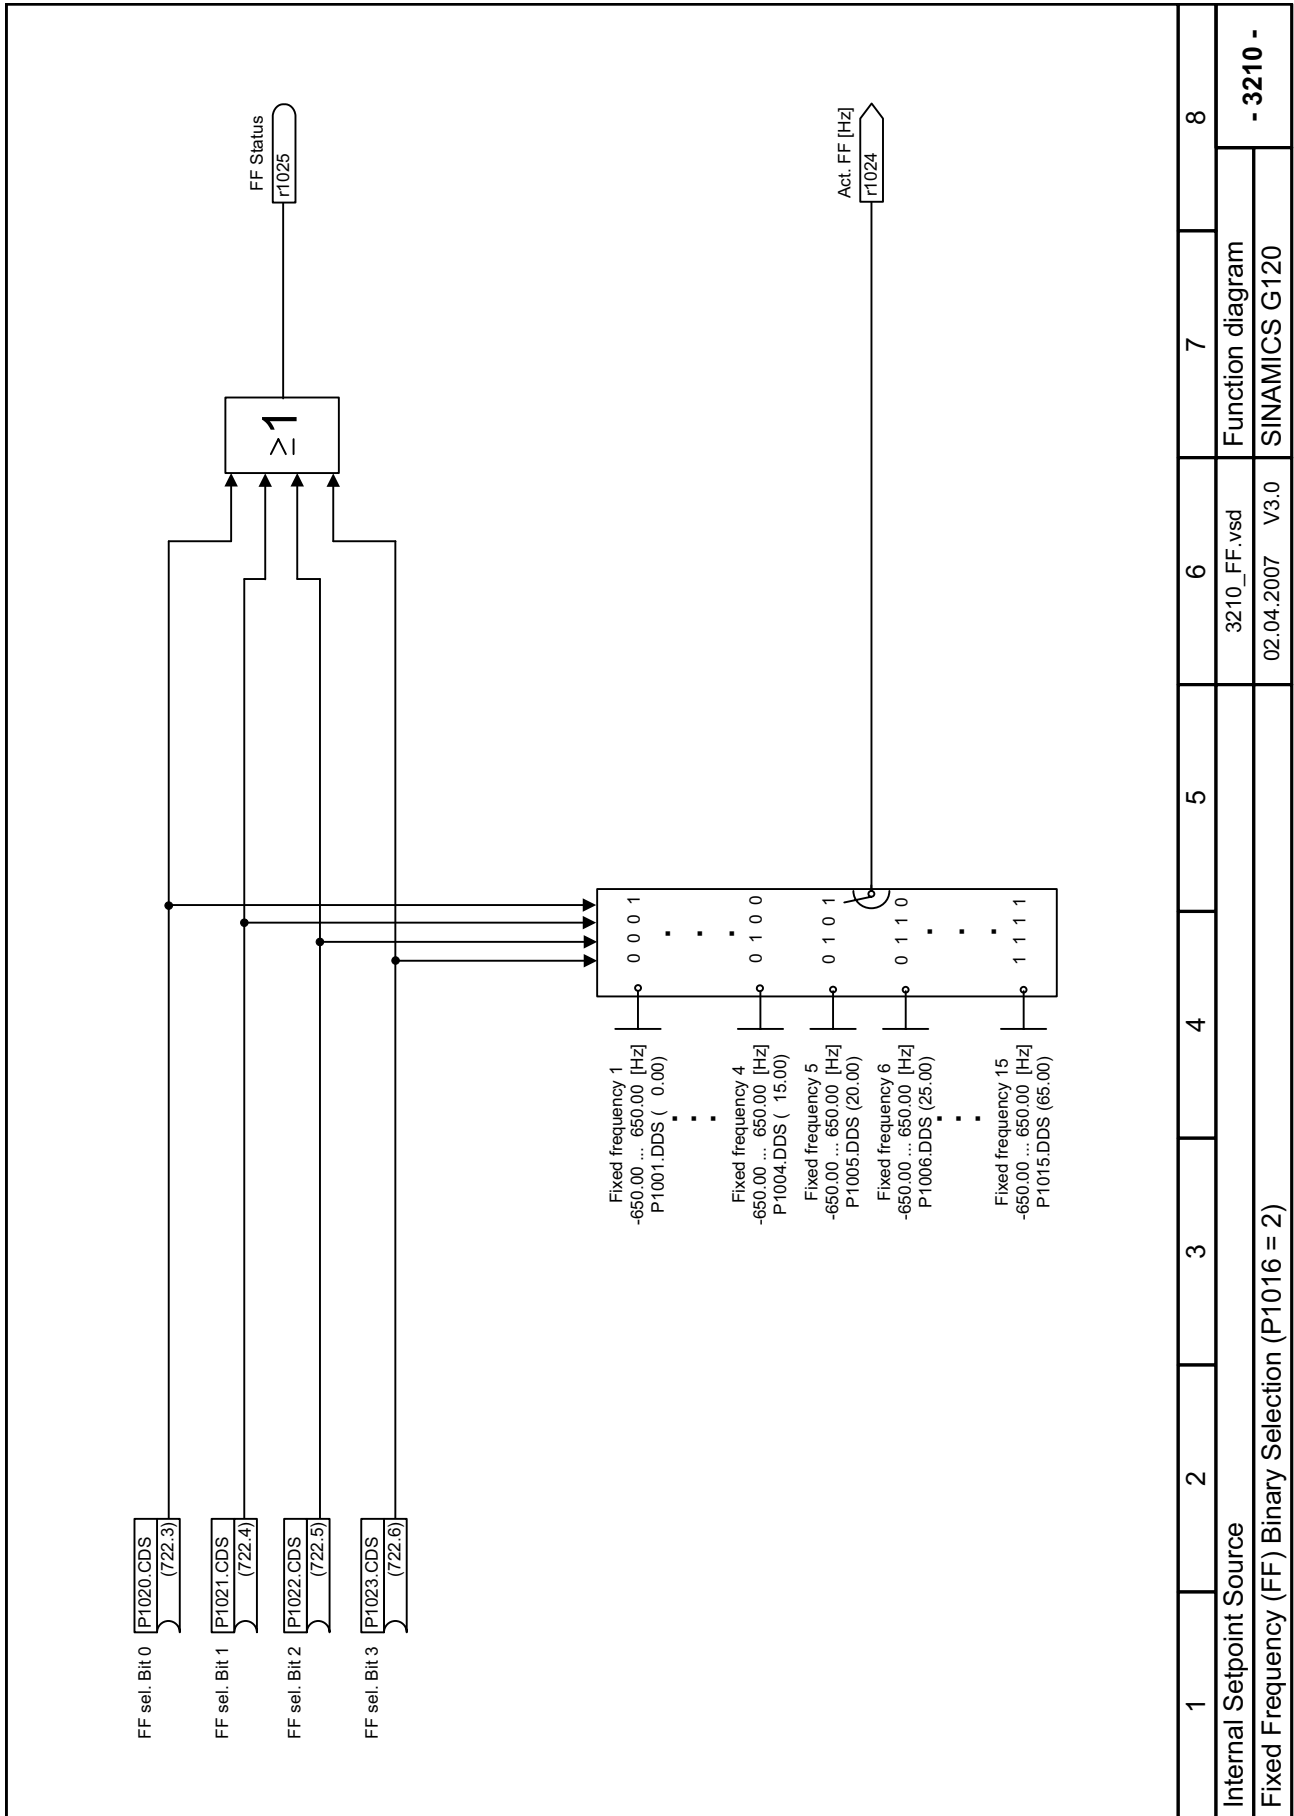 FF sel. Bit 0
P1020.CDS
(722.3)
FF sel. Bit 1
P1021.CDS
(722.4)
FF sel. Bit 2
P1022.CDS
(722.5)
FF sel. Bit 3
P1023.CDS
(722.6)
≥1
FF Status
r1025
Fixed frequency 1
-650.00 ... 650.00 [Hz]
P1001.DDS ( 0.00)
. . .
Fixed frequency 4
-650.00 ... 650.00 [Hz]
P1004.DDS ( 15.00)
Fixed frequency 5
-650.00 ... 650.00 [Hz]
P1005.DDS (20.00)
Fixed frequency 6
-650.00 ... 650.00 [Hz]
P1006.DDS (25.00)
. . .
Fixed frequency 15
-650.00 ... 650.00 [Hz]
P1015.DDS (65.00)
0 0 0 1
. . .
0 1 0 0
0 1 0 1
0 1 1 0
. . .
1 1 1 1
Act. FF [Hz]
r1024
1 2 3 4 5 6 7 8
Internal Setpoint Source
3210_FF.vsd
Function diagram
- 3210 -
Fixed Frequency (FF) Binary Selection (P1016 = 2)
02.04.2007 V3.0
SINAMICS G120